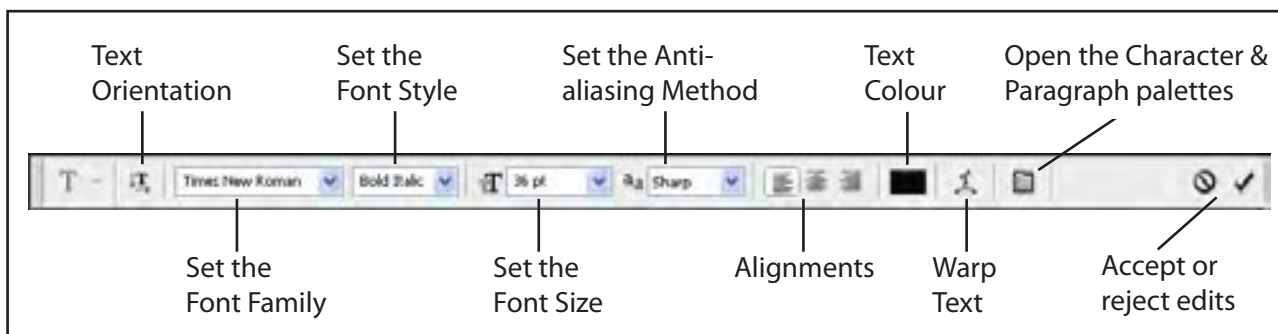 Text
Orientation
Set the
Font Style
Set the Anti-
aliasing Method
Text
Colour
Open the Character &
Paragraph palettes
T T Times New Roman Bold Italic T 36 pt aa Sharp T
Set the
Font Family
Set the
Font Size
Alignments
Warp
Text
Accept or
reject edits